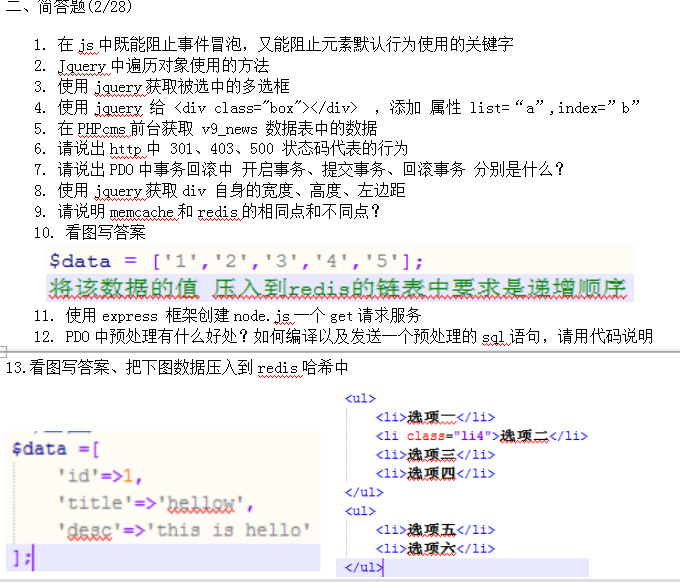 二、简答题(2/28)
1. 在 js 中既能阻止事件冒泡，又能阻止元素默认行为使用的关键字
2. Jquery 中遍历对象使用的方法
3. 使用 jquery 获取被选中的多选框
4. 使用 jquery 给 <div class="box"></div> ，添加 属性 list=“a”,index=”b”
5. 在 PHPcms 前台获取 v9_news 数据表中的数据
6. 请说出 http 中 301、403、500 状态码代表的行为
7. 请说出 PDO 中事务回滚中 开启事务、提交事务、回滚事务 分别是什么？
8. 使用 jquery 获取 div 自身的宽度、高度、左边距
9. 请说明 memcache 和 redis 的相同点和不同点？
10. 看图写答案
$data = ['1','2','3','4','5'];
将该数据的值 压入到redis的链表中要求是递增顺序
11. 使用 express 框架创建 node.js 一个 get 请求服务
12. PDO 中预处理有什么好处？如何编译以及发送一个预处理的 sql 语句，请用代码说明
13.看图写答案、把下图数据压入到 redis 哈希中
$data =[
'id'=>1,
'title'=>'hellow',
'desc'=>'this is hello'
];
<ul>
<li>选项一</li>
<li class="li4">选项二</li>
<li>选项三</li>
<li>选项四</li>
</ul>
<ul>
<li>选项五</li>
<li>选项六</li>
</ul>